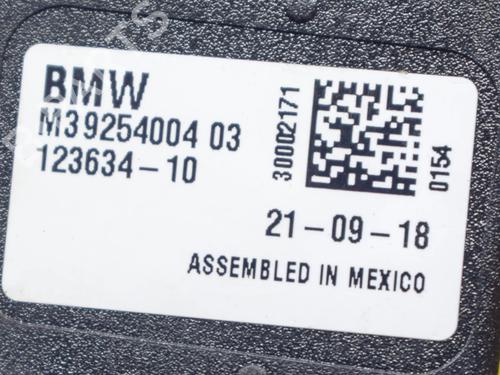 BMW
M39254004 03
123634-10
30002171
0154
21-09-18
ASSEMBLED IN MEXICO